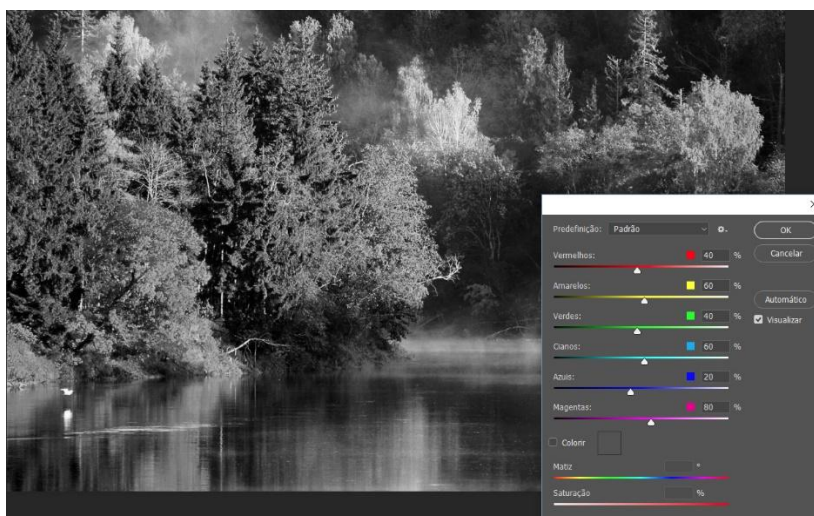 Predefinição: Padrão
OK
Vermelhos: 40 %
Cancelar
Amarelos: 60 %
Automático
Verdes: 40 %
Visualizar
Cianos: 60 %
Azuis: 20 %
Magentas: 80 %
Colorir
Matiz °
Saturação %